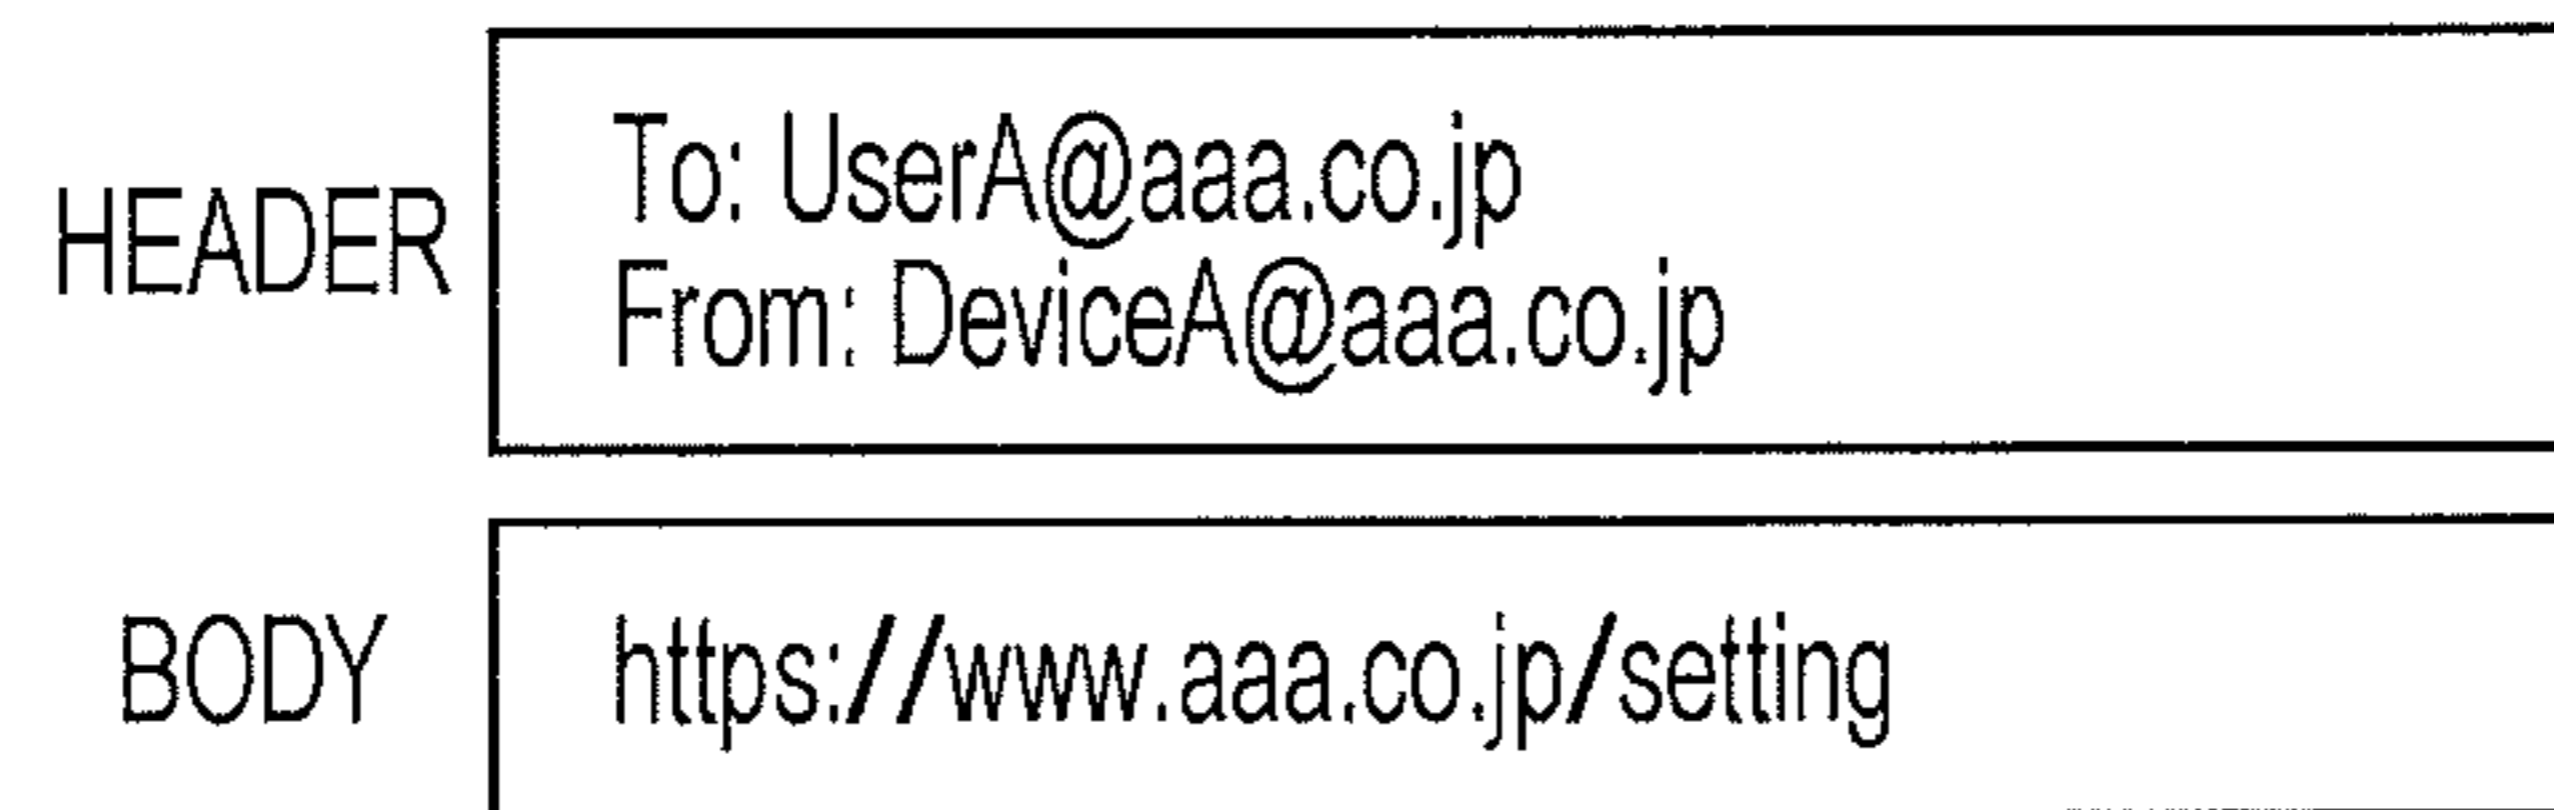 HEADER
To: UserA@aaa.co.jp
From: DeviceA@aaa.co.jp
BODY
https://www.aaa.co.jp/setting